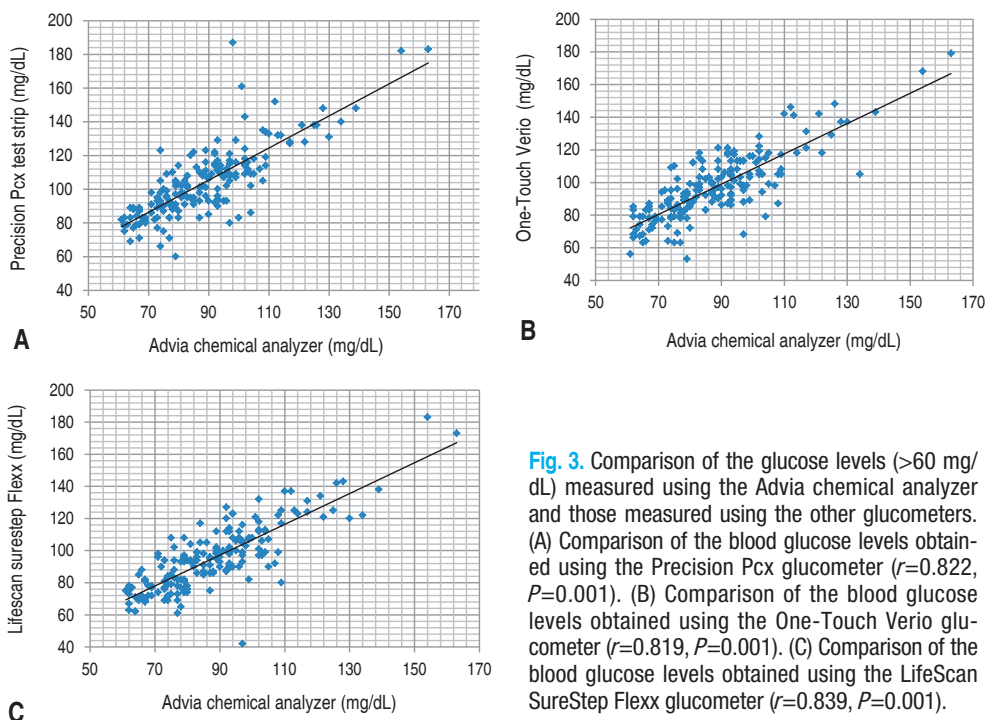 200
180
160
140
120
100
80
60
40
50 70 90 110 130 150 170
Precision Pcx test strip (mg/dL)
Advia chemical analyzer (mg/dL)
A
200
180
160
140
120
100
80
60
40
50 70 90 110 130 150 170
One-Touch Verio (mg/dL)
Advia chemical analyzer (mg/dL)
B
200
180
160
140
120
100
80
60
40
50 70 90 110 130 150 170
Lifescan surestep Flexx (mg/dL)
Advia chemical analyzer (mg/dL)
C
Fig. 3. Comparison of the glucose levels (>60 mg/
dL) measured using the Advia chemical analyzer
and those measured using the other glucometers.
(A) Comparison of the blood glucose levels obtain-
ed using the Precision Pcx glucometer (r=0.822,
P=0.001). (B) Comparison of the blood glucose
levels obtained using the One-Touch Verio glu-
cometer (r=0.819, P=0.001). (C) Comparison of the
blood glucose levels obtained using the LifeScan
SureStep Flexx glucometer (r=0.839, P=0.001).